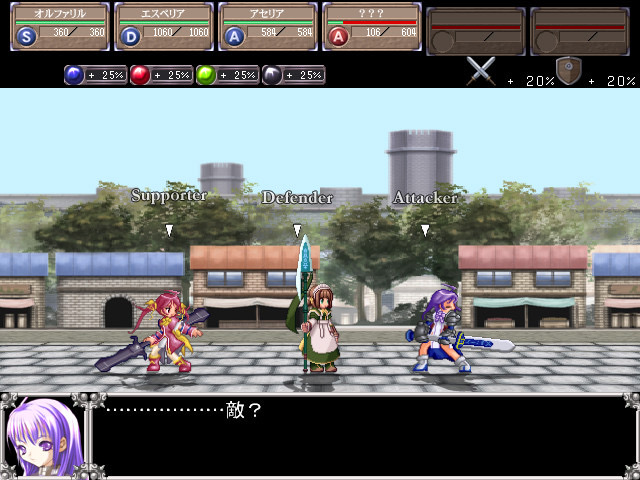 オルファリル エスペリア アセリア ？？？
S 360／ 360 D 1060／ 1060 A 584／ 584 A 106／ 604
／ ／
+ 25% + 25% + 25% + 25% + 20% + 20%
Supporter Defender Attacker
………………敵？